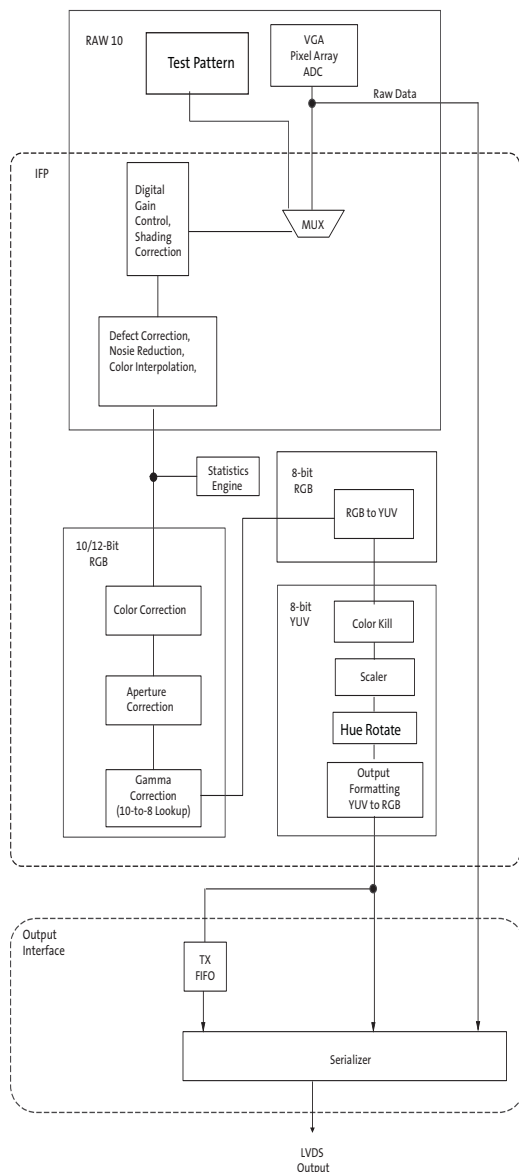 RAW 10
Test Pattern
VGA
Pixel Array
ADC
Raw Data
IFP
Digital
Gain
Control,
Shading
Correction
MUX
Defect Correction,
Nosie Reduction,
Color Interpolation,
Statistics
Engine
8-bit
RGB
RGB to YUV
10/12-Bit
RGB
Color Correction
Aperture
Correction
Gamma
Correction
(10-to-8 Lookup)
8-bit
YUV
Color Kill
Scaler
Hue Rotate
Output
Formatting
YUV to RGB
Output
Interface
TX
FIFO
Serializer
LVDS
Output